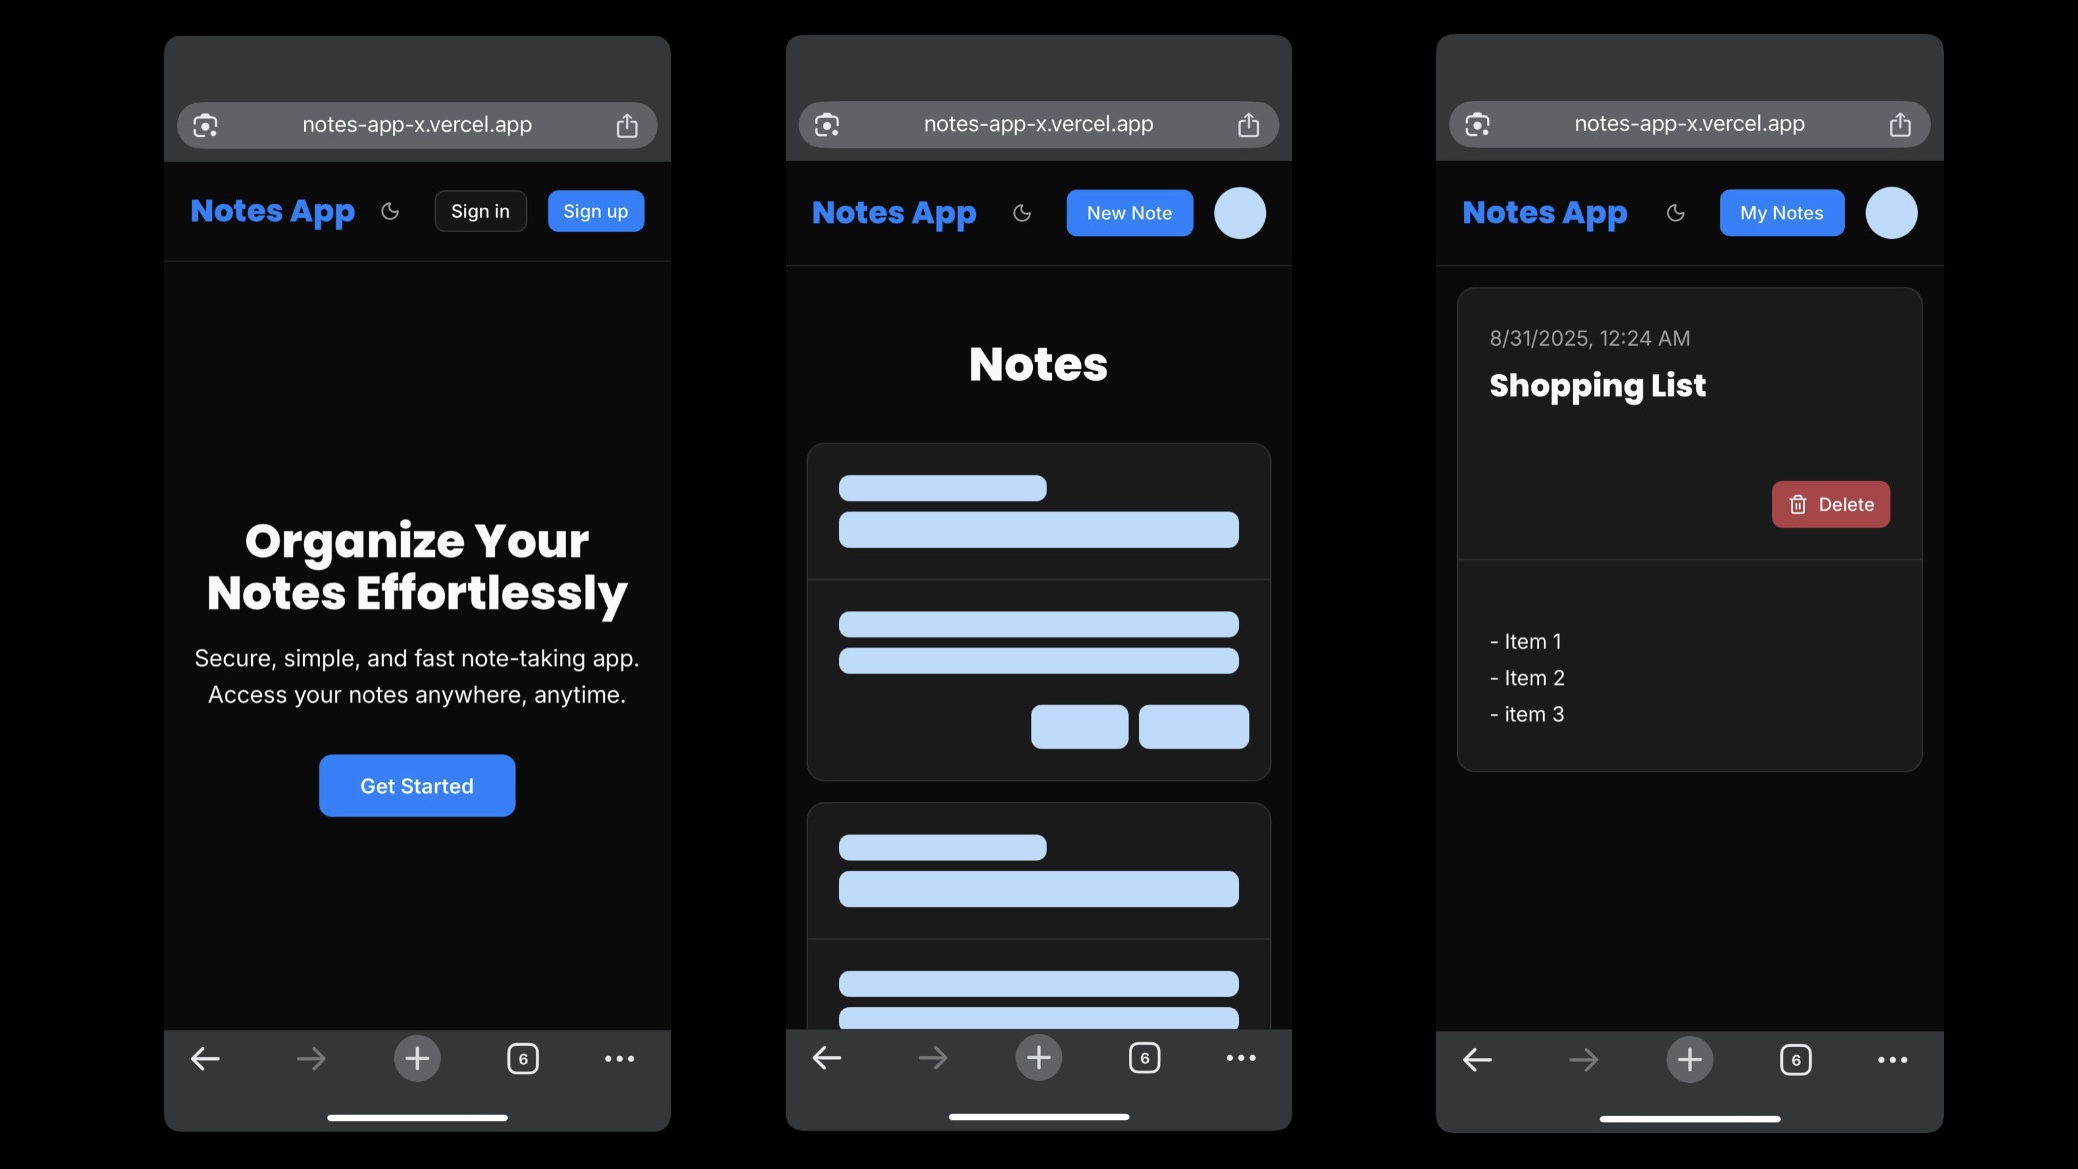 notes-app-x.vercel.app
Notes App
Sign in
Sign up
Organize Your
Notes Effortlessly
Secure, simple, and fast note-taking app.
Access your notes anywhere, anytime.
Get Started
6
notes-app-x.vercel.app
Notes App
New Note
Notes
6
notes-app-x.vercel.app
Notes App
My Notes
8/31/2025, 12:24 AM
Shopping List
Delete
- Item 1
- Item 2
- item 3
6